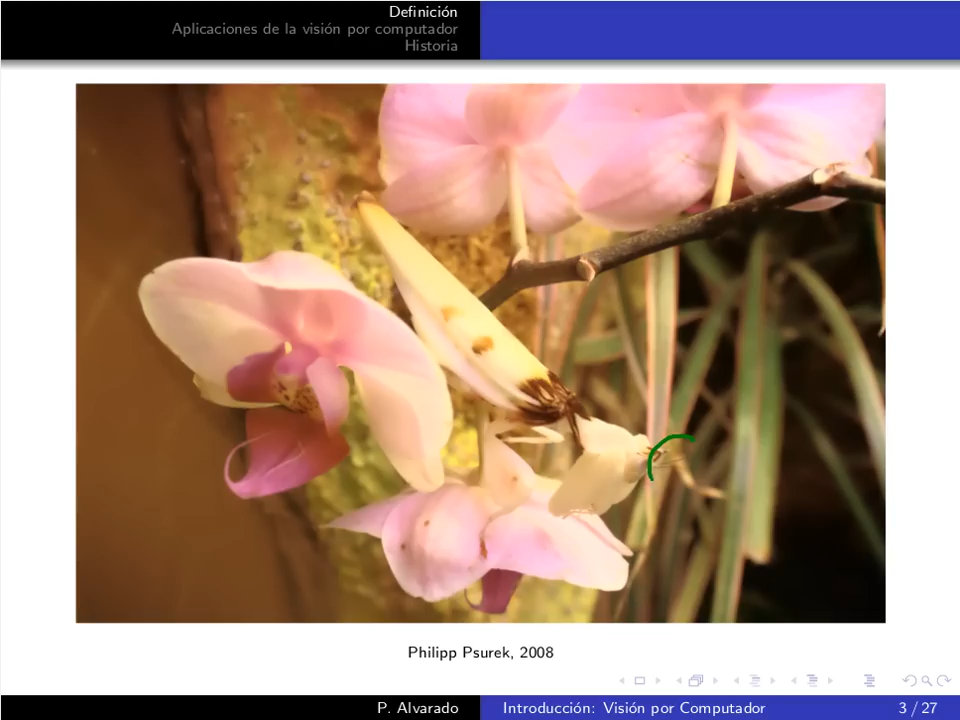 Definición
Aplicaciones de la visión por computador
Historia
Philipp Psurek, 2008
P. Alvarado
Introducción: Visión por Computador
3 / 27